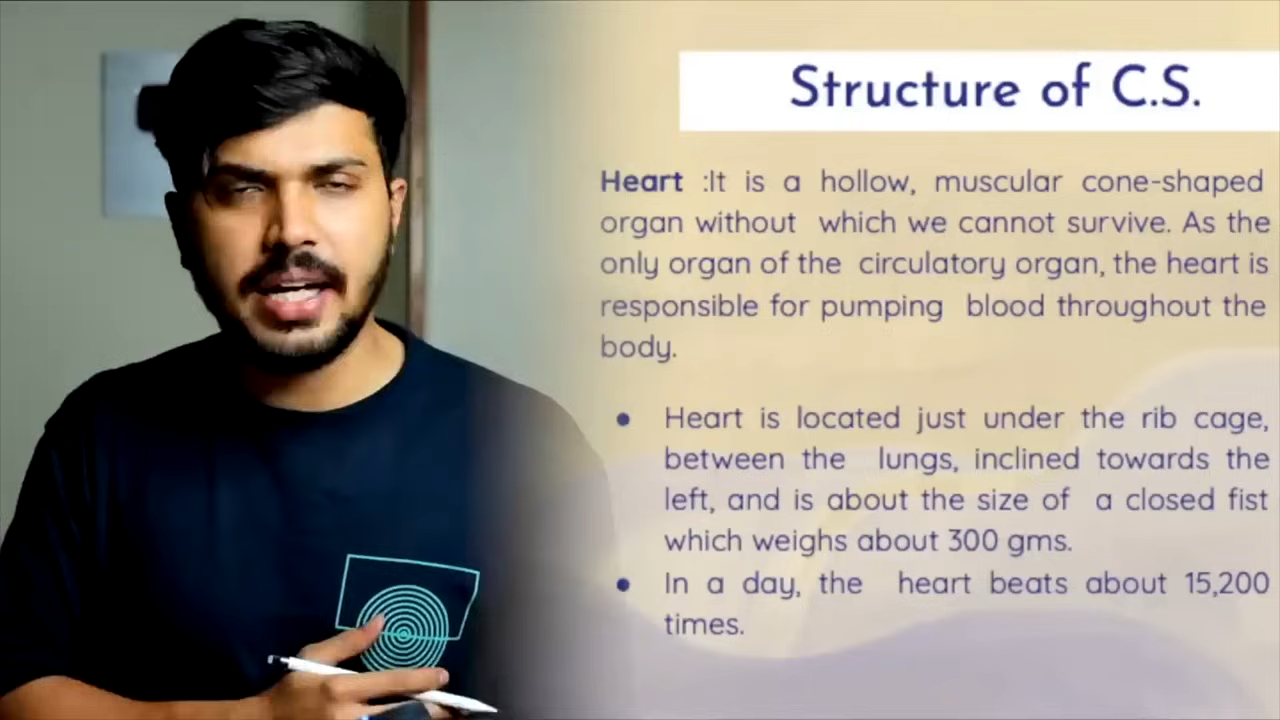 Structure of C.S.
Heart :It is a hollow, muscular cone-shaped
organ without which we cannot survive. As the
only organ of the circulatory organ, the heart is
responsible for pumping blood throughout the
body.
• Heart is located just under the rib cage,
between the lungs, inclined towards the
left, and is about the size of a closed fist
which weighs about 300 gms.
• In a day, the heart beats about 15,200
times.